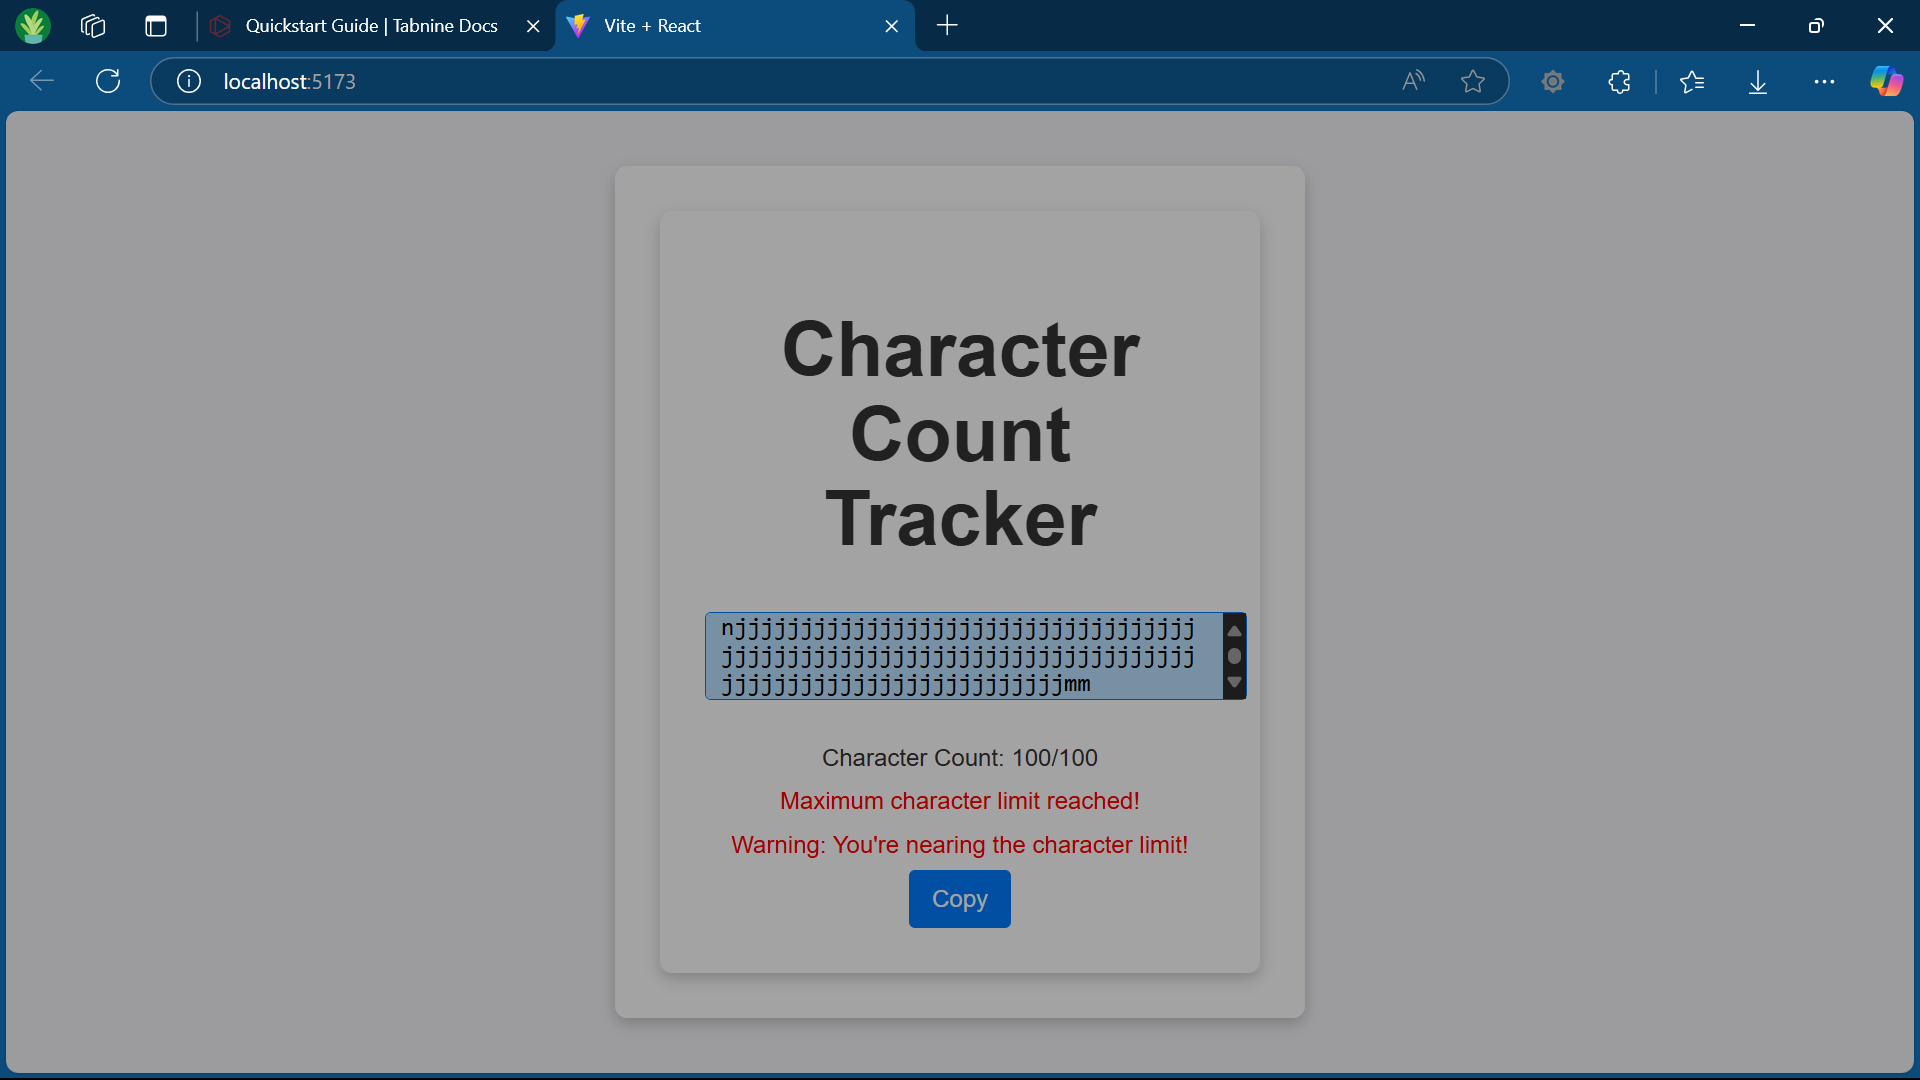 Quickstart Guide | Tabnine Docs
Vite + React
localhost:5173
Character
Count
Tracker
njjjjjjjjjjjjjjjjjjjjjjjjjjjjjjjjjjj
jjjjjjjjjjjjjjjjjjjjjjjjjjjjjjjjjjjj
jjjjjjjjjjjjjjjjjjjjjjjjjjmm
Character Count: 100/100
Maximum character limit reached!
Warning: You're nearing the character limit!
Copy